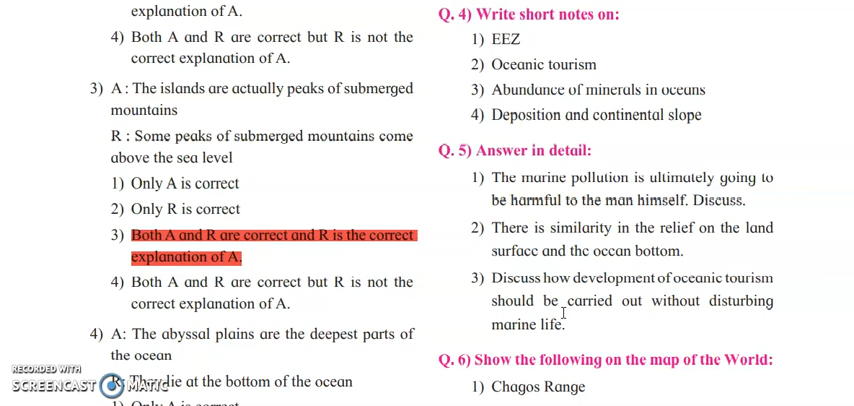 explanation of A.
4) Both A and R are correct but R is not the
correct explanation of A.
3) A : The islands are actually peaks of submerged
mountains
R : Some peaks of submerged mountains come
above the sea level
1) Only A is correct
2) Only R is correct
3) Both A and R are correct and R is the correct
explanation of A.
4) Both A and R are correct but R is not the
correct explanation of A.
4) A: The abyssal plains are the deepest parts of
the ocean
R: They lie at the bottom of the ocean
1) Only A is correct
Q. 4) Write short notes on:
1) EEZ
2) Oceanic tourism
3) Abundance of minerals in oceans
4) Deposition and continental slope
Q. 5) Answer in detail:
1) The marine pollution is ultimately going to
be harmful to the man himself. Discuss.
2) There is similarity in the relief on the land
surface and the ocean bottom.
3) Discuss how development of oceanic tourism
should be carried out without disturbing
marine life.
Q. 6) Show the following on the map of the World:
1) Chagos Range
RECORDED WITH
SCREENCAST MATIC